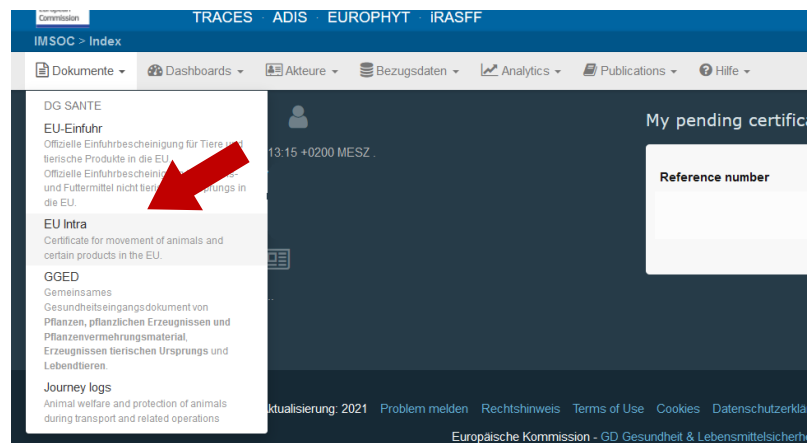 Commission
TRACES · ADIS · EUROPHYT · iRASFF
IMSOC > Index
Dokumente Dashboards Akteure Bezugsdaten Analytics Publications Hilfe
DG SANTE
EU-Einfuhr
Offizielle Einfuhrbescheinigung für Tiere und
tierische Produkte in die EU.
Offizielle
und Futtermittel nicht in
die EU.
EU Intra
Certificate for movement of animals and
certain products in the EU.
GGED
Gemeinsames
Gesundheitseingangsdokument von
Pflanzen, pflanzlichen Erzeugnissen und
Pflanzenvermehrungsmaterial,
Erzeugnissen tierischen Ursprungs und
Lebendtieren.
Journey logs
Animal welfare and protection of animals
during transport and related operations
13:15 +0200 MESZ .
My pending certifica
Reference number
ktualisierung: 2021 Problem melden Rechtshinweis Terms of Use Cookies Datenschutzerklä
Europäische Kommission - GD Gesundheit & Lebensmittelsicherhe